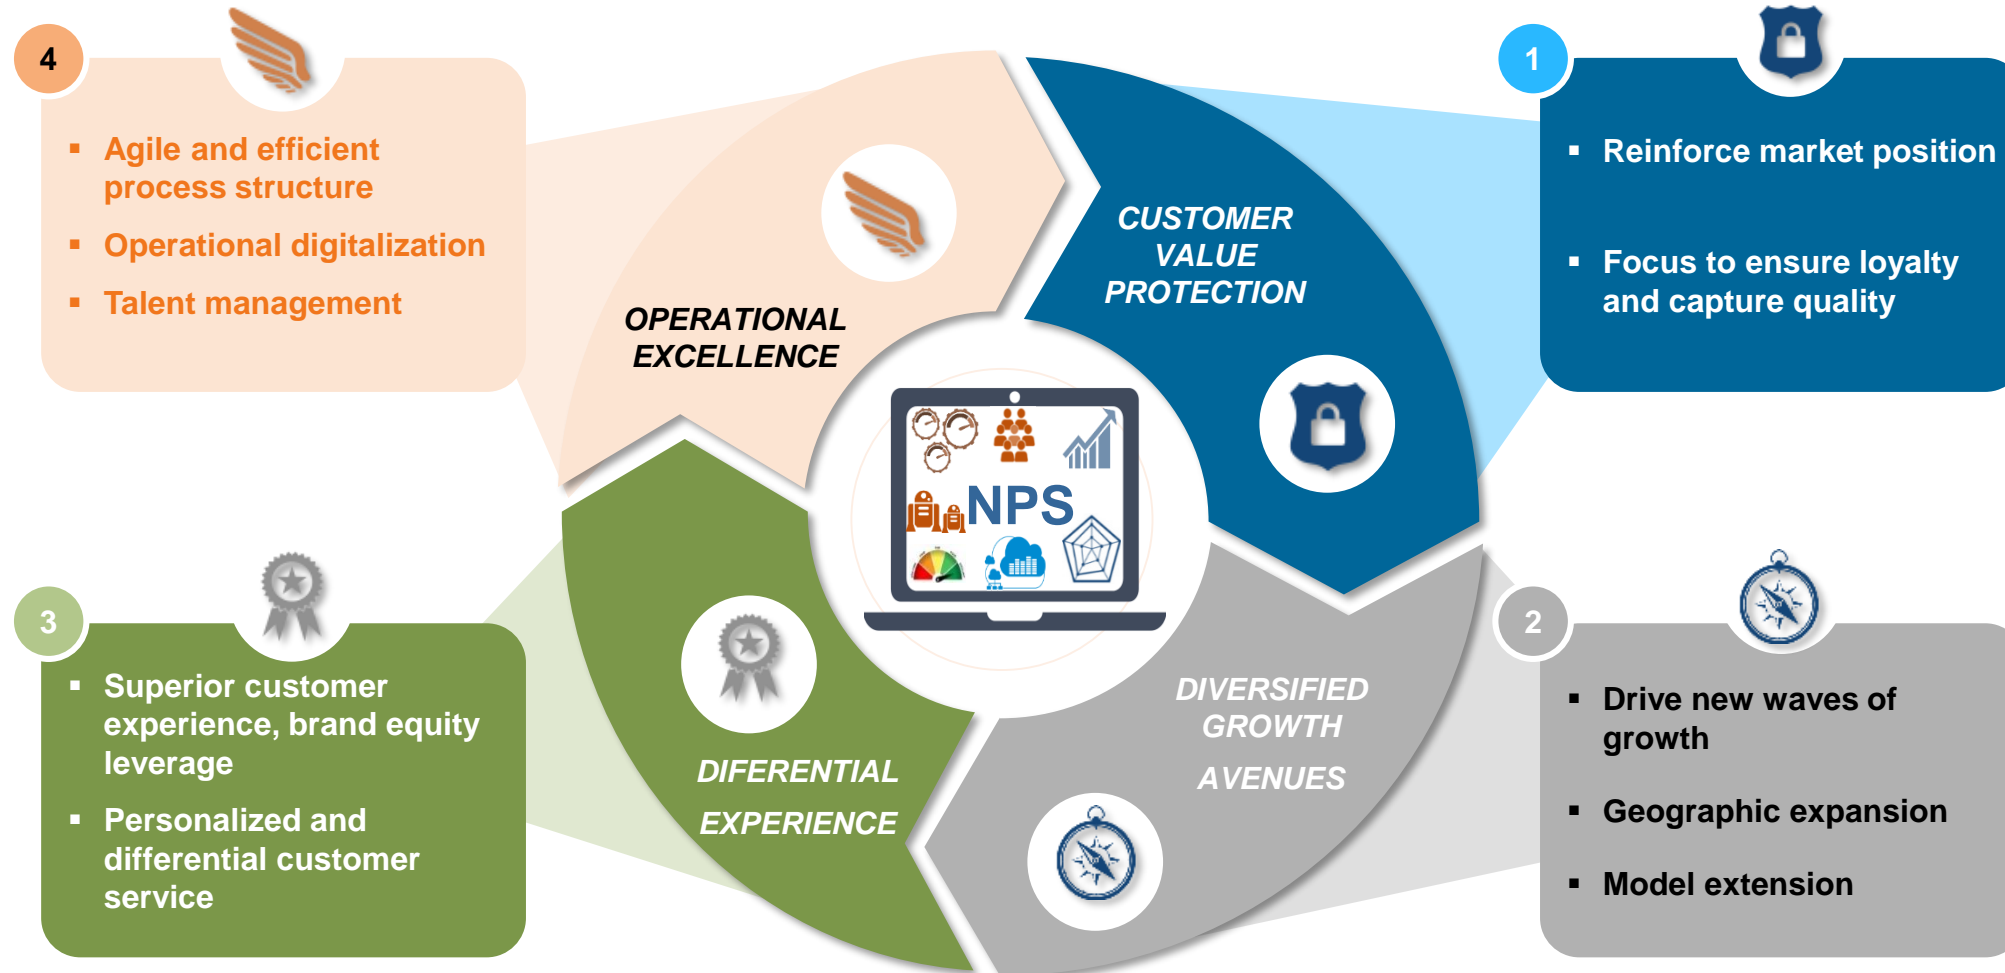 4
▪ Agile and efficient
process structure
▪ Operational digitalization
▪ Talent management
1
▪ Reinforce market position
▪ Focus to ensure loyalty
and capture quality
OPERATIONAL
EXCELLENCE
CUSTOMER
VALUE
PROTECTION
NPS
DIFERENTIAL
EXPERIENCE
DIVERSIFIED
GROWTH
AVENUES
3
▪ Superior customer
experience, brand equity
leverage
▪ Personalized and
differential customer
service
2
▪ Drive new waves of
growth
▪ Geographic expansion
▪ Model extension